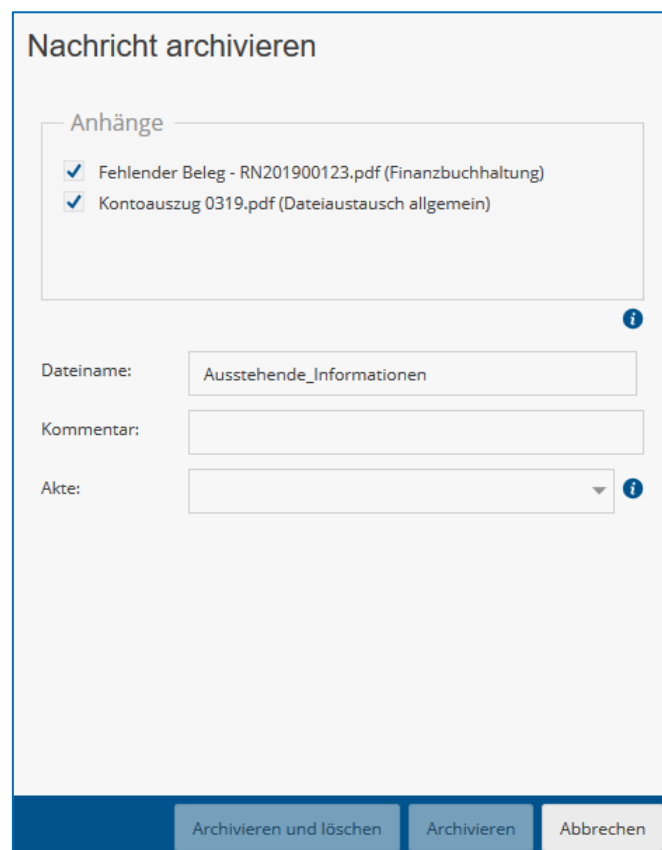 Nachricht archivieren
Anhänge
Fehlender Beleg - RN201900123.pdf (Finanzbuchhaltung)
Kontoauszug 0319.pdf (Dateiaustausch allgemein)
Dateiname: Ausstehende_Informationen
Kommentar:
Akte:
Archivieren und löschen Archivieren Abbrechen